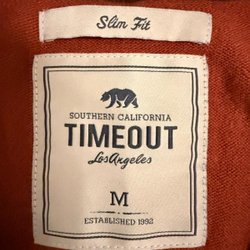 Slim Fit
SOUTHERN CALIFORNIA
TIMEOUT
Los Angeles
M
ESTABLISHED 1992